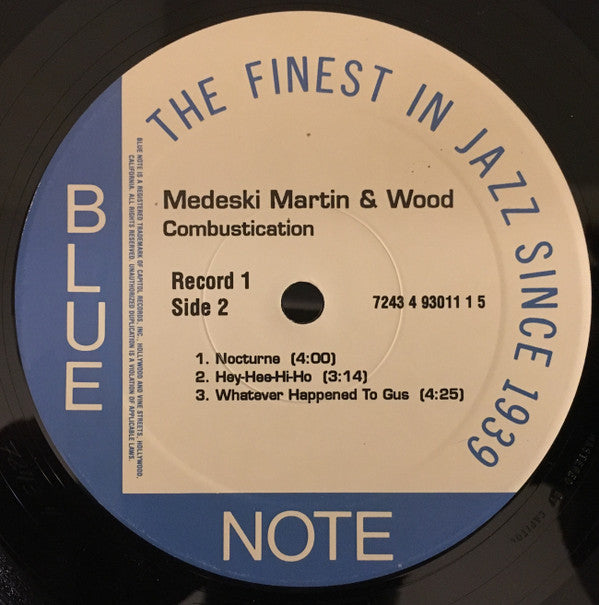 THE FINEST IN JAZZ SINCE 1939
BLUE NOTE IS A REGISTERED TRADEMARK OF CAPITOL RECORDS, INC., HOLLYWOOD AND VINE STREETS, HOLLYWOOD,
CALIFORNIA. ALL RIGHTS RESERVED. UNAUTHORIZED DUPLICATION IS A VIOLATION OF APPLICABLE LAWS.
Medeski Martin & Wood
Combustication
Record 1
Side 2
7243 4 93011 1 5
1. Nocturne (4:00)
2. Hey-Hee-Hi-Ho (3:14)
3. Whatever Happened To Gus (4:25)
BLUE
NOTE
CAPITOL